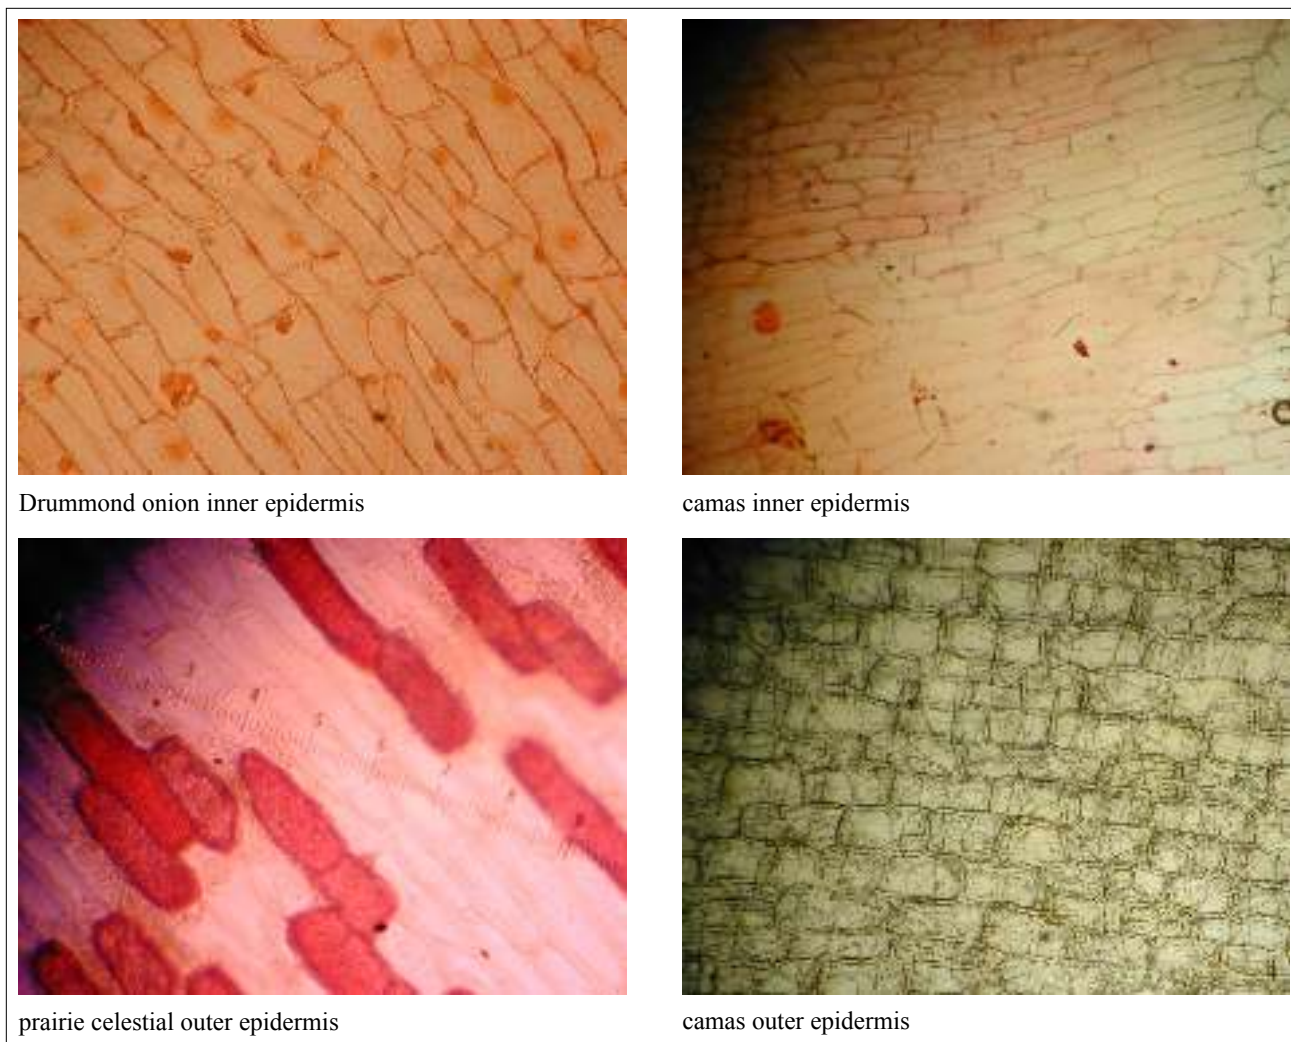 Drummond onion inner epidermis
camas inner epidermis
prairie celestial outer epidermis
camas outer epidermis